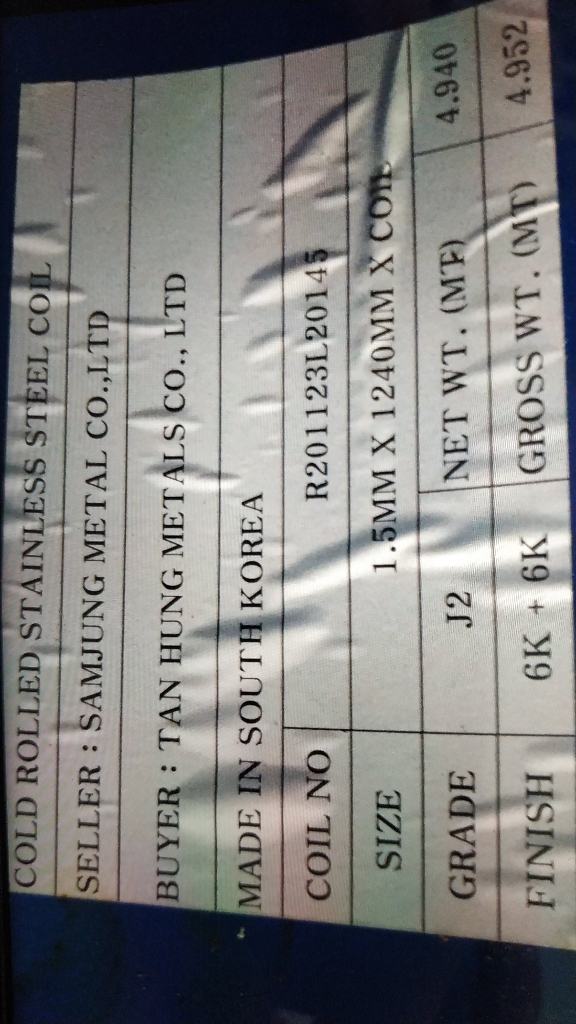 COLD ROLLED STAINLESS STEEL COIL
SELLER : SAMJUNG METAL CO.,LTD
BUYER : TAN HUNG METALS CO., LTD
MADE IN SOUTH KOREA
COIL NO R201123L20145
SIZE 1.5MM X 1240MM X COIL
GRADE J2 NET WT. (MT) 4.940
FINISH 6K + 6K GROSS WT. (MT) 4.952